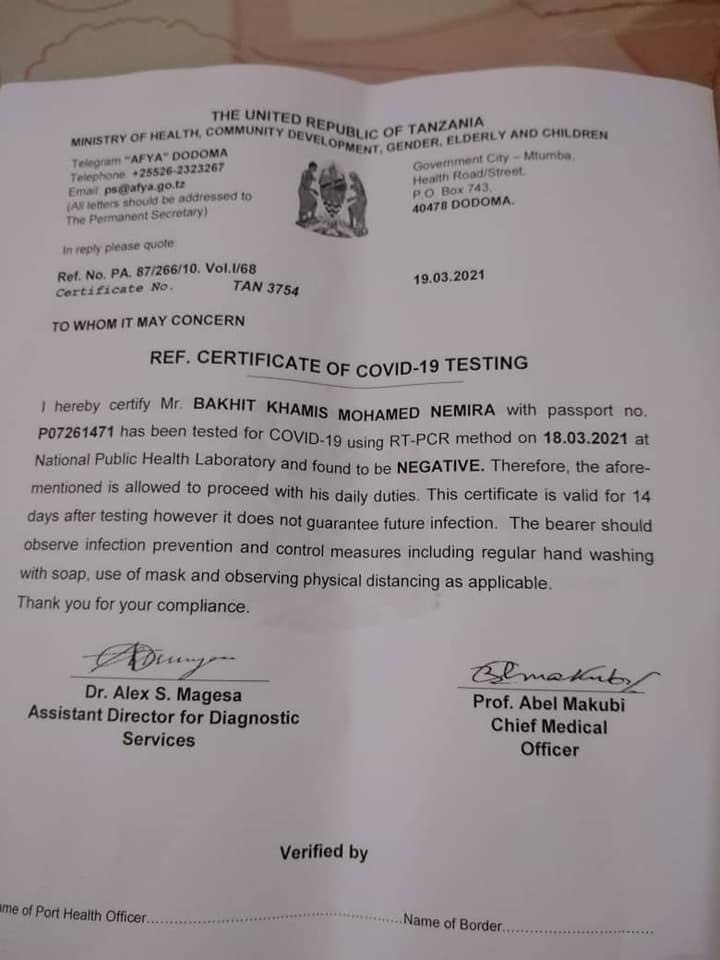 THE UNITED REPUBLIC OF TANZANIA
MINISTRY OF HEALTH, COMMUNITY DEVELOPMENT, GENDER, ELDERLY AND CHILDREN
Telegram "AFYA" DODOMA
Telephone +25526-2323267
Email ps@afya.go.tz
(All letters should be addressed to
The Permanent Secretary)
Government City – Mtumba,
Health Road/Street,
P.O. Box 743,
40478 DODOMA.
In reply please quote:
Ref. No. PA. 87/266/10. Vol.I/68
19.03.2021
Certificate No. TAN 3754
TO WHOM IT MAY CONCERN
REF. CERTIFICATE OF COVID-19 TESTING
I hereby certify Mr. BAKHIT KHAMIS MOHAMED NEMIRA with passport no.
P07261471 has been tested for COVID-19 using RT-PCR method on 18.03.2021 at
National Public Health Laboratory and found to be NEGATIVE. Therefore, the afore-
mentioned is allowed to proceed with his daily duties. This certificate is valid for 14
days after testing however it does not guarantee future infection. The bearer should
observe infection prevention and control measures including regular hand washing
with soap, use of mask and observing physical distancing as applicable.
Thank you for your compliance.
Dr. Alex S. Magesa
Assistant Director for Diagnostic
Services
Prof. Abel Makubi
Chief Medical
Officer
Verified by
me of Port Health Officer..............................Name of Border..............................